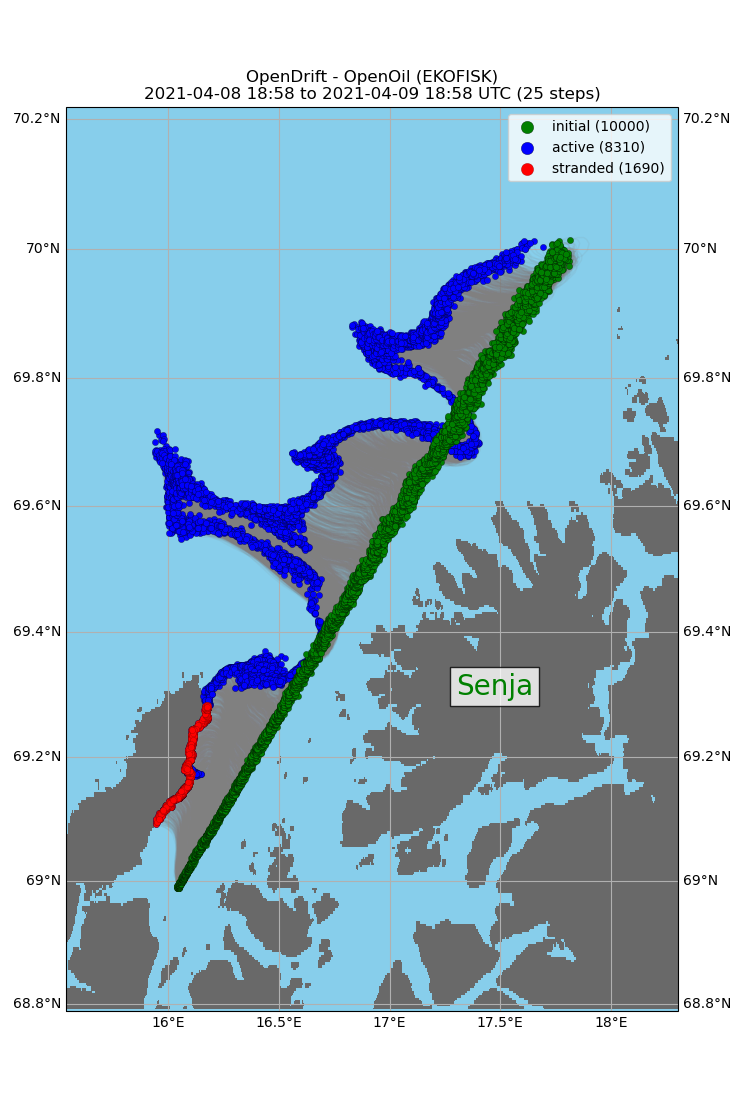 OpenDrift - OpenOil (EKOFISK)
2021-04-08 18:58 to 2021-04-09 18:58 UTC (25 steps)
70.2°N
70.2°N
initial (10000)
active (8310)
stranded (1690)
70°N
70°N
69.8°N
69.8°N
69.6°N
69.6°N
69.4°N
69.4°N
Senja
69.2°N
69.2°N
69°N
69°N
68.8°N
68.8°N
16°E
16.5°E
17°E
17.5°E
18°E